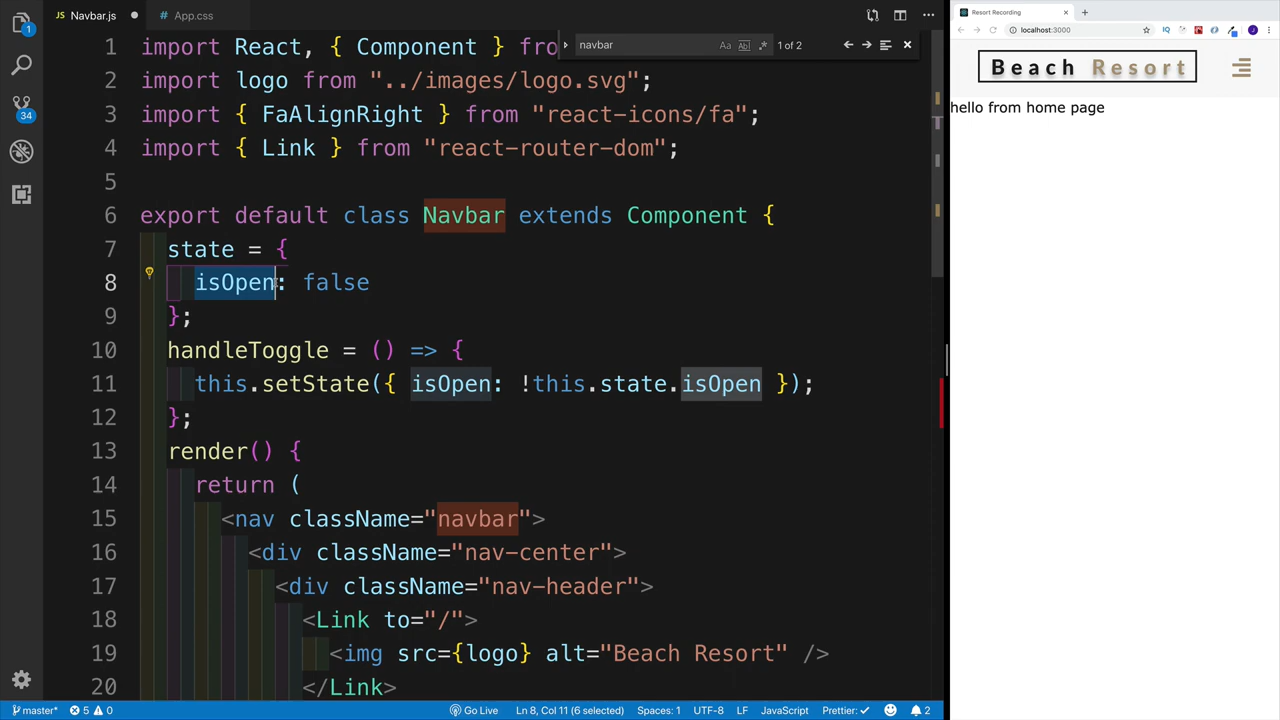 Navbar.js
App.css
navbar
Aa
Ab
.*
1 of 2
1 import React, { Component } fro
2 import logo from "../images/logo.svg";
3 import { FaAlignRight } from "react-icons/fa";
4 import { Link } from "react-router-dom";
5
6 export default class Navbar extends Component {
7 state = {
8 isOpen: false
9 };
10 handleToggle = () => {
11 this.setState({ isOpen: !this.state.isOpen });
12 };
13 render() {
14 return (
15 <nav className="navbar">
16 <div className="nav-center">
17 <div className="nav-header">
18 <Link to="/">
19 <img src={logo} alt="Beach Resort" />
20 </Link>
1
34
master*
5
0
Go Live
Ln 8, Col 11 (6 selected)
Spaces: 1
UTF-8
LF
JavaScript
Prettier: ✓
2
Resort Recording
localhost:3000
Beach Resort
hello from home page